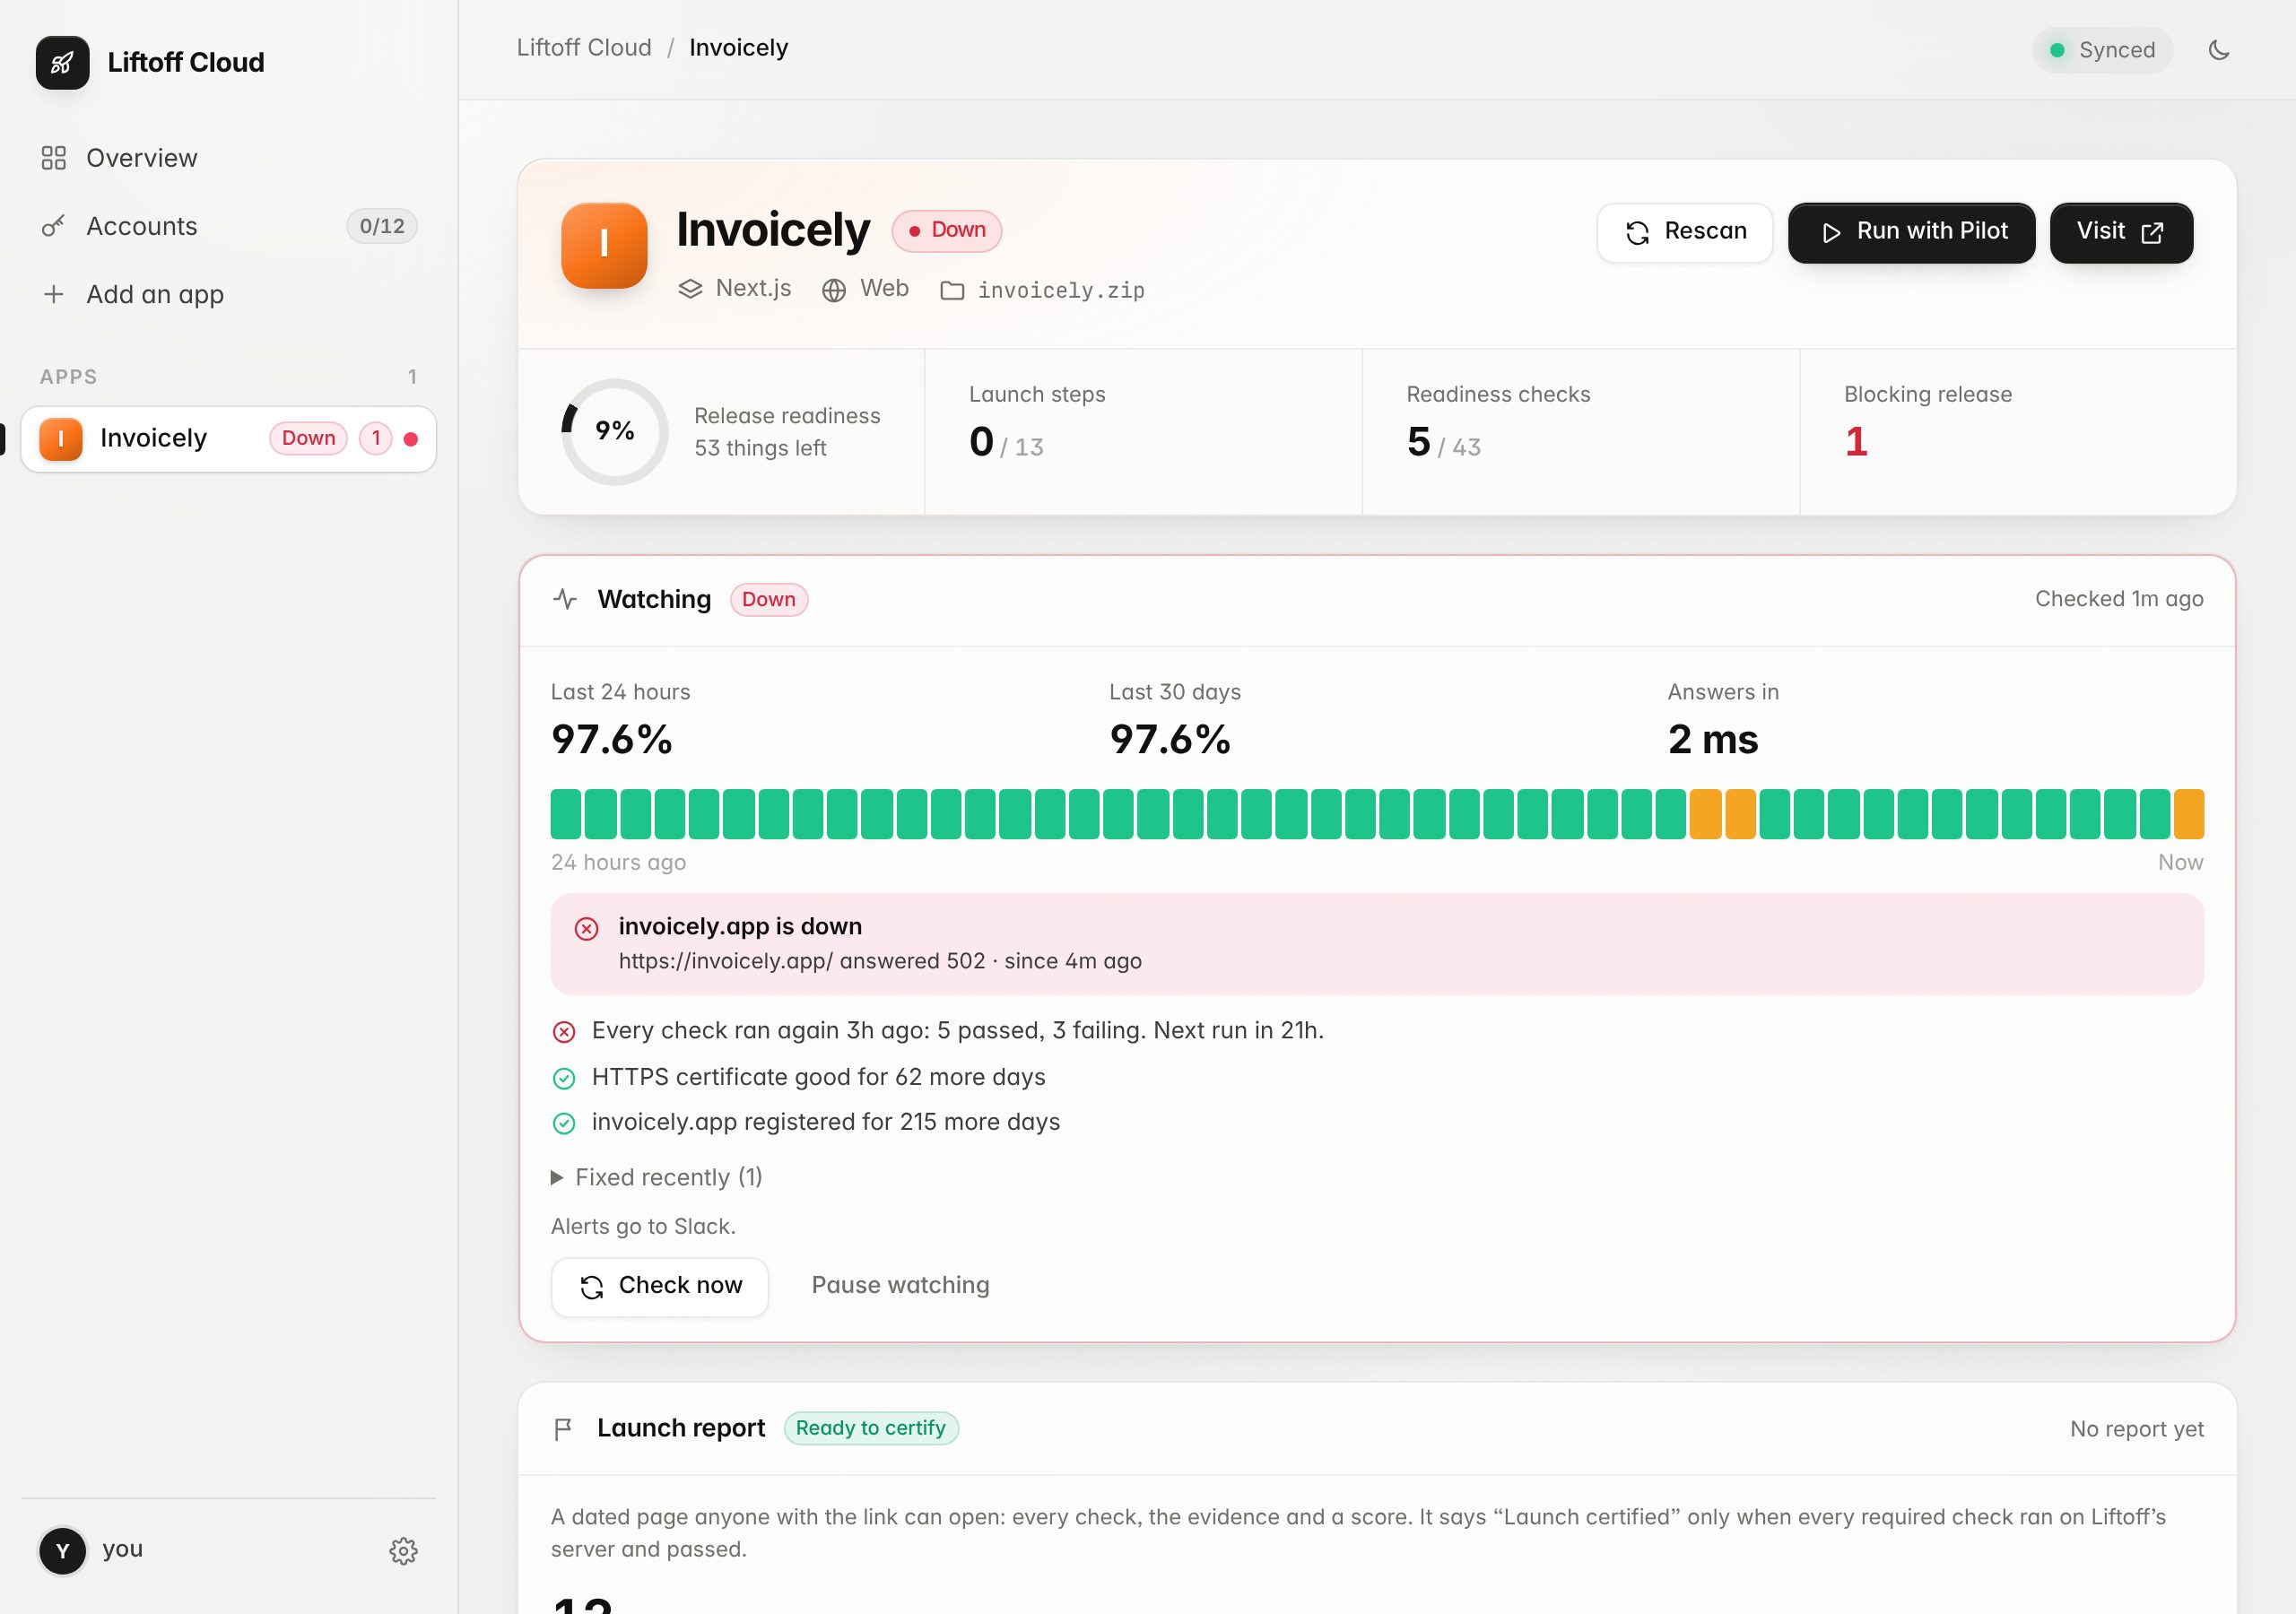 Liftoff Cloud
Overview
Accounts 0/12
Add an app
APPS 1
I Invoicely Down 1
Y you
Liftoff Cloud / Invoicely
Synced
I
Invoicely Down
Next.js Web invoicely.zip
Rescan
Run with Pilot
Visit
9%
Release readiness
53 things left
Launch steps
0 / 13
Readiness checks
5 / 43
Blocking release
1
Watching Down
Checked 1m ago
Last 24 hours
97.6%
Last 30 days
97.6%
Answers in
2 ms
24 hours ago
Now
invoicely.app is down
https://invoicely.app/ answered 502 · since 4m ago
Every check ran again 3h ago: 5 passed, 3 failing. Next run in 21h.
HTTPS certificate good for 62 more days
invoicely.app registered for 215 more days
Fixed recently (1)
Alerts go to Slack.
Check now
Pause watching
Launch report Ready to certify
No report yet
A dated page anyone with the link can open: every check, the evidence and a score. It says “Launch certified” only when every required check ran on Liftoff’s
server and passed.